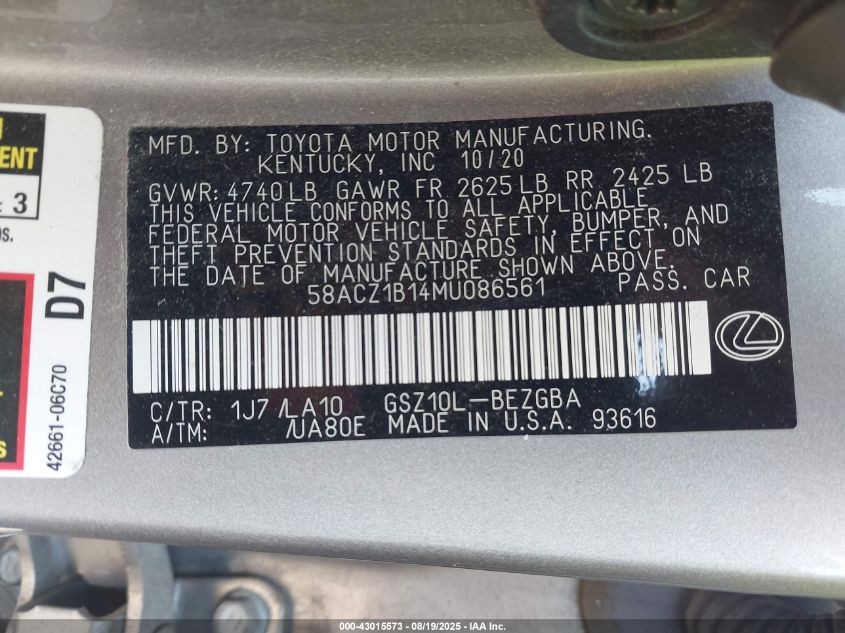 MFD. BY: TOYOTA MOTOR MANUFACTURING.
KENTUCKY, INC 10/20
GVWR: 4740LB GAWR FR 2625LB RR 2425 LB
THIS VEHICLE CONFORMS TO ALL APPLICABLE
FEDERAL MOTOR VEHICLE SAFETY, BUMPER, AND
THEFT PREVENTION STANDARDS IN EFFECT ON
THE DATE OF MANUFACTURE SHOWN ABOVE.
58ACZ1B14MU086561 PASS. CAR
C/TR: 1J7 /LA10 GSZ10L-BEZGBA
A/TM: /UA80E MADE IN U.S.A. 93616
3
D7
42661-06C70
000-43015573 - 08/19/2025 - IAA Inc.